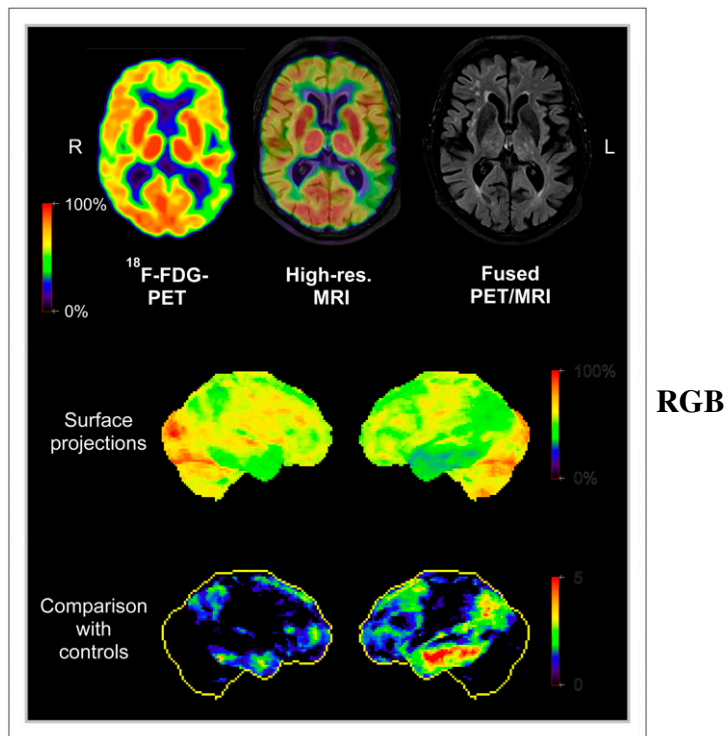 R
L
100%
0%
18F-FDG-
PET
High-res.
MRI
Fused
PET/MRI
Surface
projections
100%
0%
RGB
Comparison
with
controls
5
0